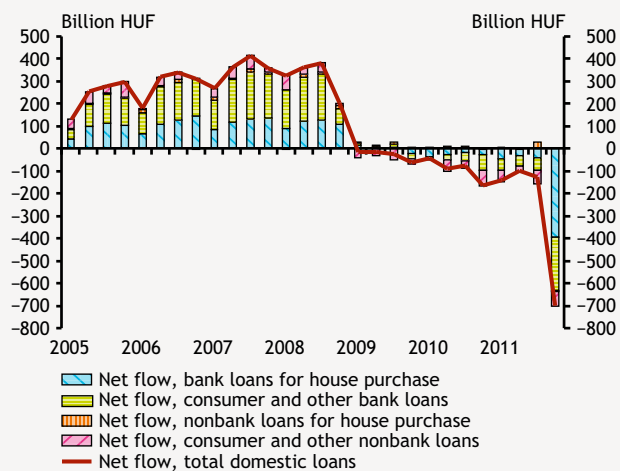 Billion HUF Billion HUF
500 500
400 400
300 300
200 200
100 100
0 0
−100 −100
−200 −200
−300 −300
−400 −400
−500 −500
−600 −600
−700 −700
−800 −800
2005 2006 2007 2008 2009 2010 2011
Net flow, bank loans for house purchase
Net flow, consumer and other bank loans
Net flow, nonbank loans for house purchase
Net flow, consumer and other nonbank loans
Net flow, total domestic loans